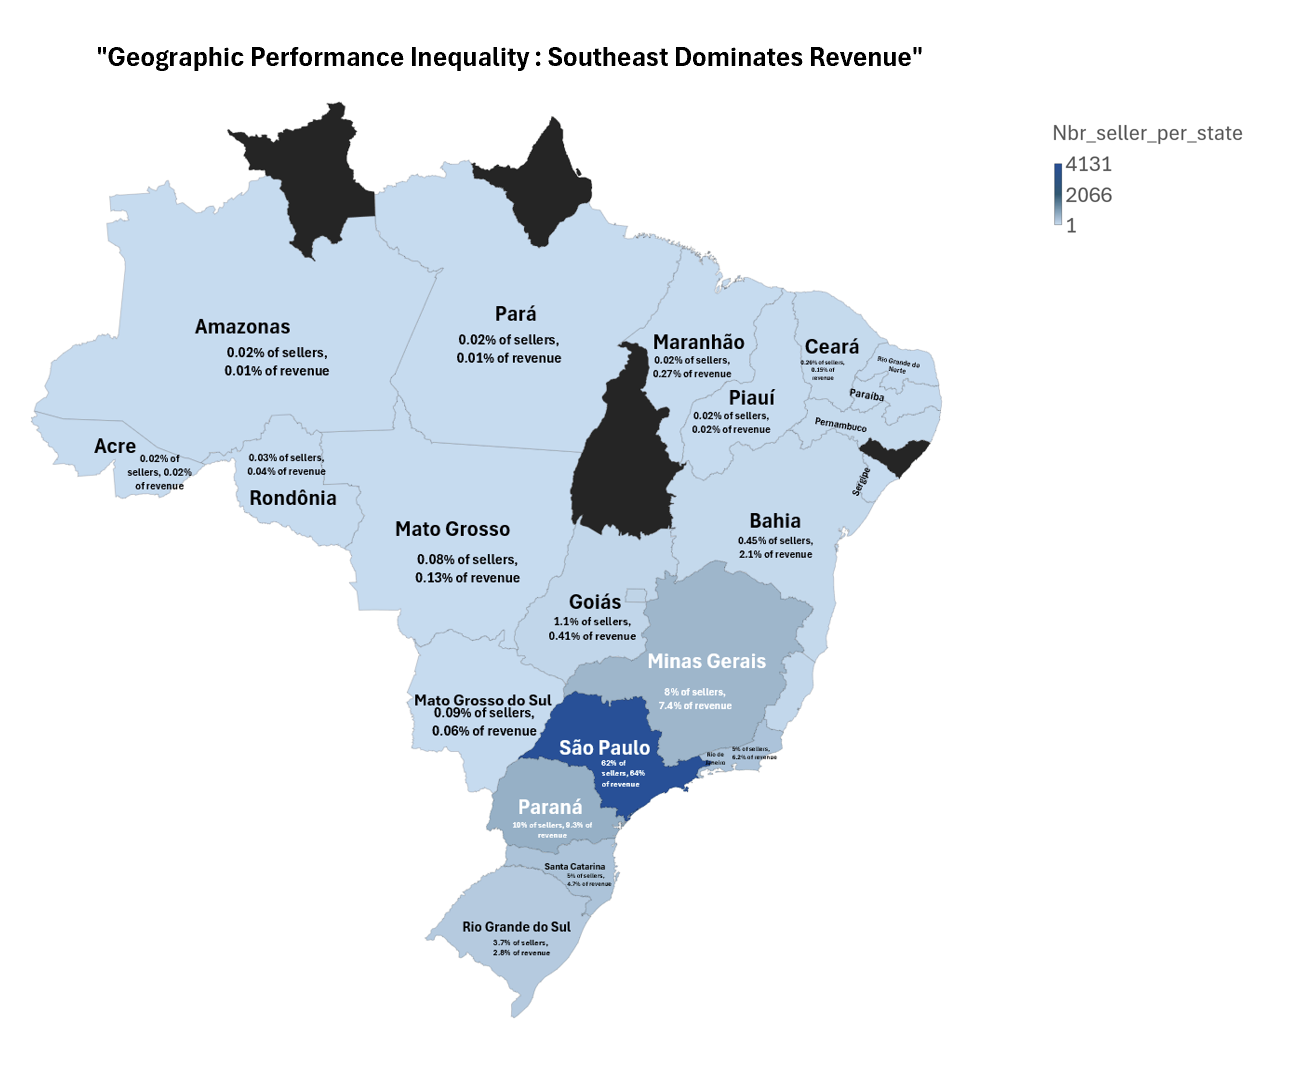 "Geographic Performance Inequality : Southeast Dominates Revenue"
Nbr_seller_per_state
4131
2066
1
Amazonas
0.02% of sellers,
0.01% of revenue
Pará
0.02% of sellers,
0.01% of revenue
Maranhão
0.02% of sellers,
0.27% of revenue
Ceará
0.26% of sellers,
0.19% of
revenue
Rio Grande do
Norte
Paraíba
Piauí
0.02% of sellers,
0.02% of revenue
Pernambuco
Acre
0.02% of
sellers, 0.02%
of revenue
0.03% of sellers,
0.04% of revenue
Rondônia
Sergipe
Mato Grosso
0.08% of sellers,
0.13% of revenue
Bahia
0.45% of sellers,
2.1% of revenue
Goiás
1.1% of sellers,
0.41% of revenue
Minas Gerais
8% of sellers,
7.4% of revenue
Mato Grosso do Sul
0.09% of sellers,
0.06% of revenue
São Paulo
62% of
sellers, 64%
of revenue
Rio de
Janeiro
5% of sellers,
6.2% of revenue
Paraná
10% of sellers, 9.3% of
revenue
Santa Catarina
5% of sellers,
4.7% of revenue
Rio Grande do Sul
3.7% of sellers,
2.8% of revenue